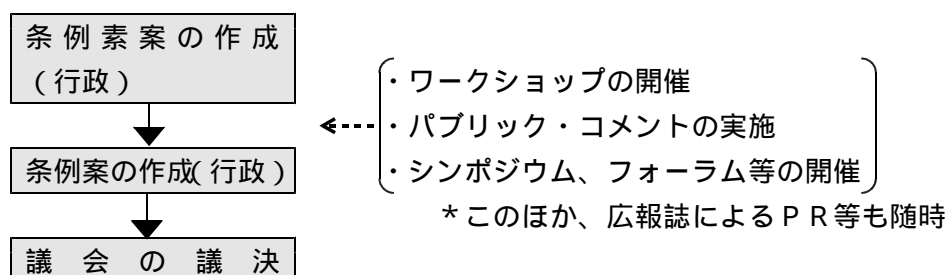 条例素案の作成
(行政)
・ワークショップの開催
・パブリック・コメントの実施
条例案の作成(行政)
・シンポジウム、フォーラム等の開催
*このほか、広報誌によるPR等も随時
議会の議決